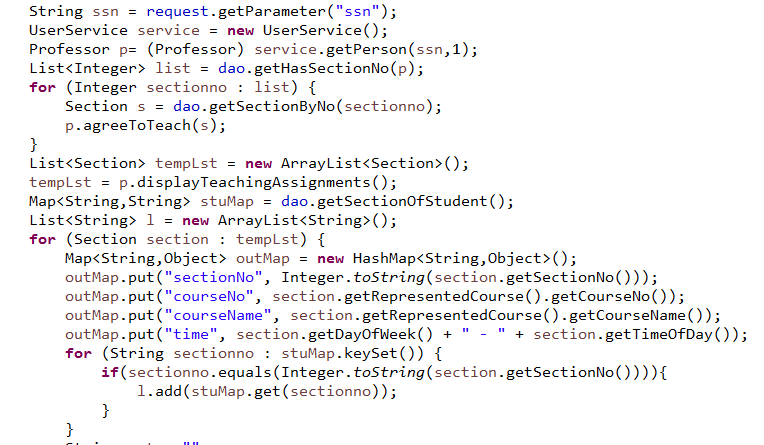 String ssn = request.getParameter("ssn");
UserService service = new UserService();
Professor p= (Professor) service.getPerson(ssn,1);
List<Integer> list = dao.getHasSectionNo(p);
for (Integer sectionno : list) {
    Section s = dao.getSectionByNo(sectionno);
    p.agreeToTeach(s);
}
List<Section> tempLst = new ArrayList<Section>();
tempLst = p.displayTeachingAssignments();
Map<String,String> stuMap = dao.getSectionOfStudent();
List<String> l = new ArrayList<String>();
for (Section section : tempLst) {
    Map<String,Object> outMap = new HashMap<String,Object>();
    outMap.put("sectionNo", Integer.toString(section.getSectionNo()));
    outMap.put("courseNo", section.getRepresentedCourse().getCourseNo());
    outMap.put("courseName", section.getRepresentedCourse().getCourseName());
    outMap.put("time", section.getDayOfWeek() + " - " + section.getTimeOfDay());
    for (String sectionno : stuMap.keySet()) {
        if(sectionno.equals(Integer.toString(section.getSectionNo()))){
            l.add(stuMap.get(sectionno));
        }
    }